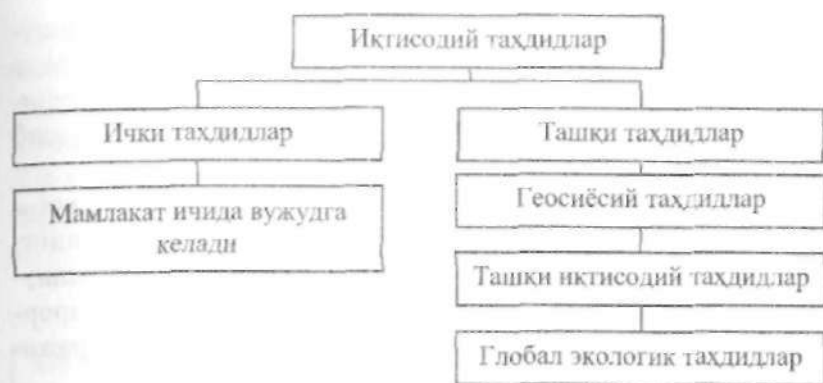 Иқтисодий таҳдидлар
Ички таҳдидлар
Ташқи таҳдидлар
Мамлакат ичида вужудга
келади
Геосиёсий таҳдидлар
Ташқи иқтисодий таҳдидлар
Глобал экологик таҳдидлар